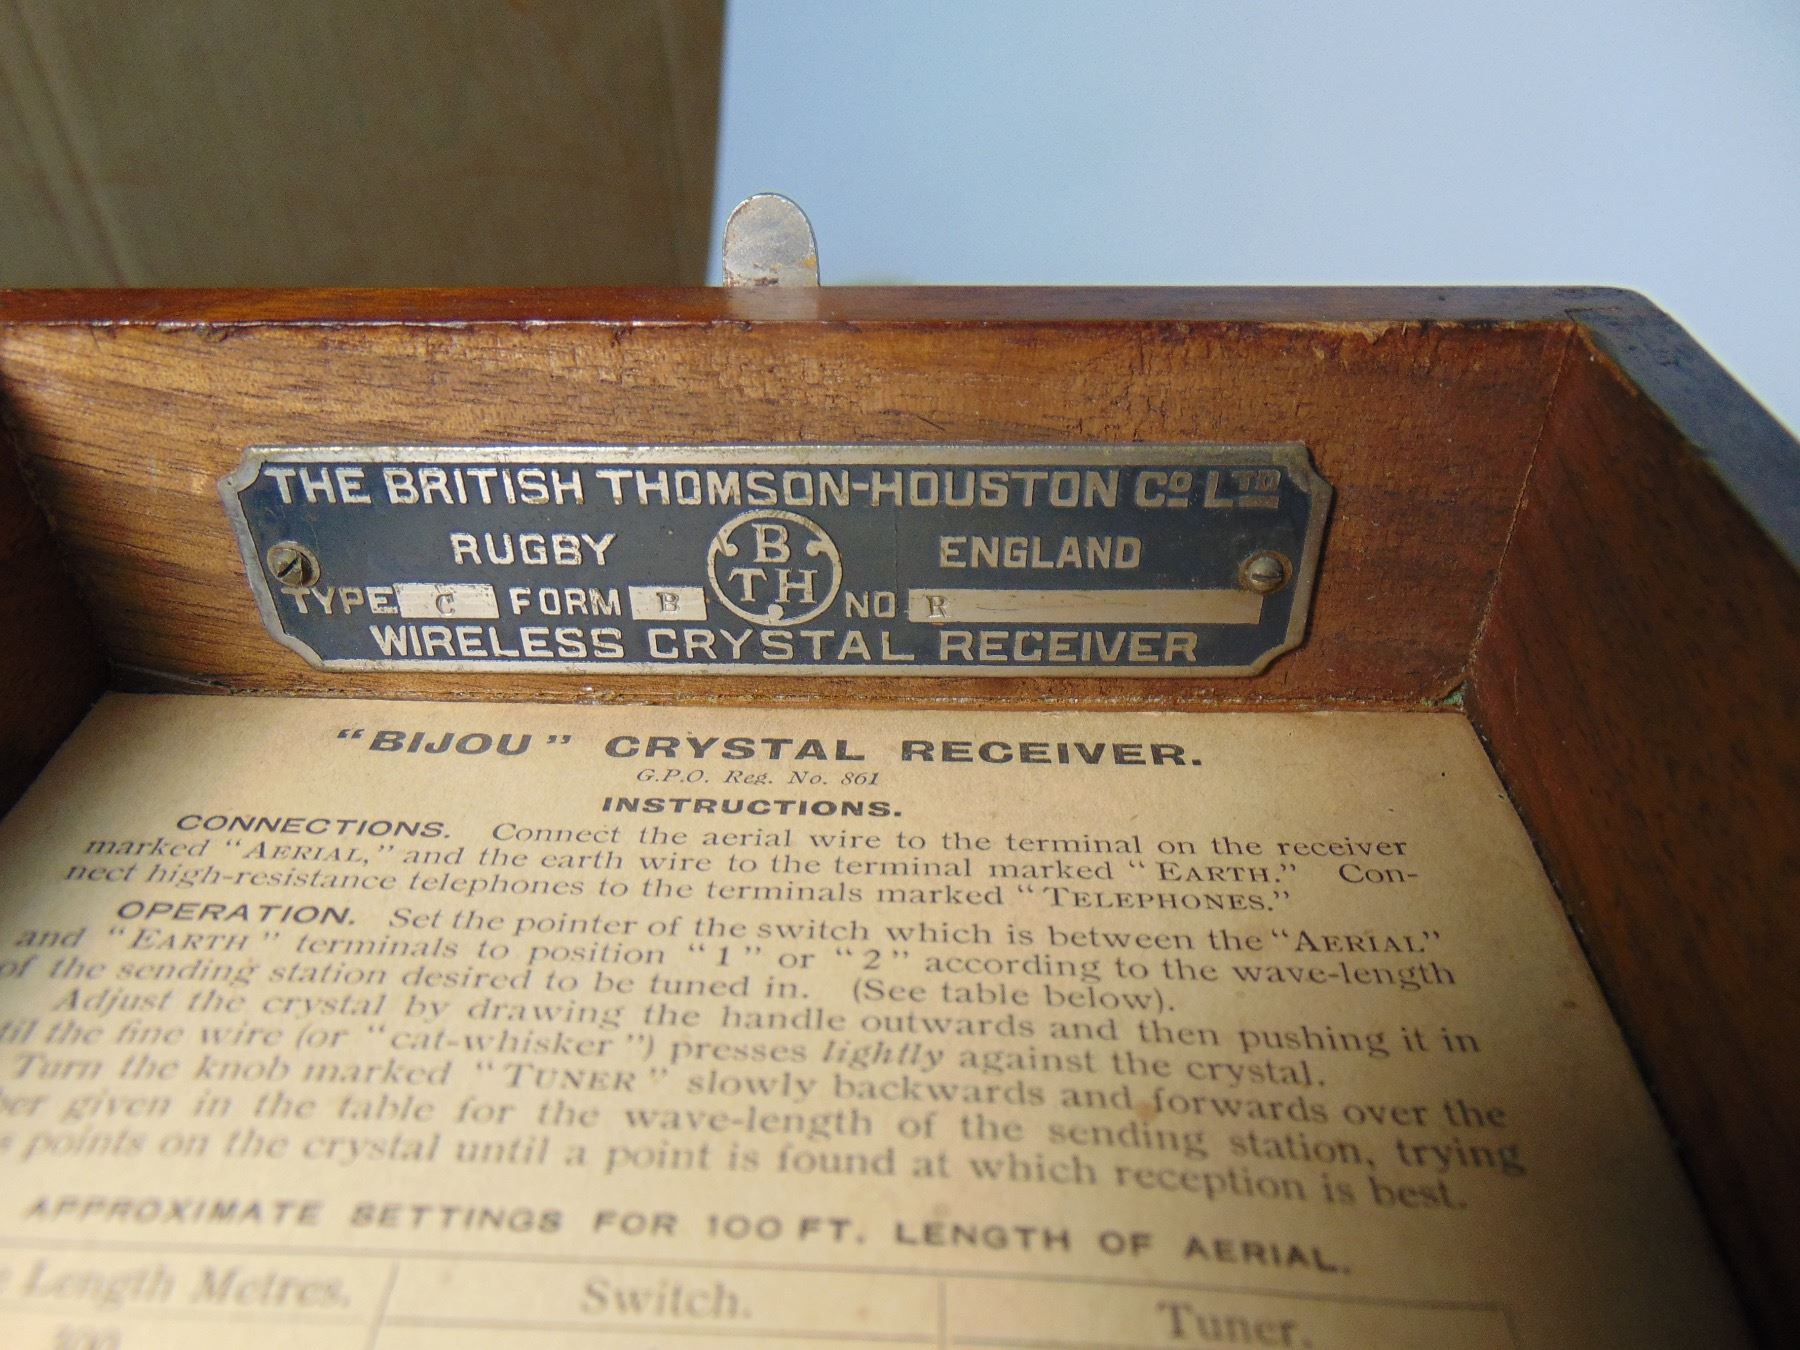 THE BRITISH THOMSON-HOUSTON Co LTD
RUGBY B TH ENGLAND
TYPE C FORM B NO R
WIRELESS CRYSTAL RECEIVER
"BIJOU" CRYSTAL RECEIVER.
G.P.O. Reg. No. 861
INSTRUCTIONS.
CONNECTIONS. Connect the aerial wire to the terminal on the receiver
marked "AERIAL," and the earth wire to the terminal marked "EARTH." Con-
nect high-resistance telephones to the terminals marked "TELEPHONES."
OPERATION. Set the pointer of the switch which is between the "AERIAL"
and "EARTH" terminals to position "1" or "2" according to the wave-length
of the sending station desired to be tuned in. (See table below).
Adjust the crystal by drawing the handle outwards and then pushing it in
the fine wire (or "cat-whisker") presses lightly against the crystal.
Turn the knob marked "TUNER" slowly backwards and forwards over the
given in the table for the wave-length of the sending station, trying
points on the crystal until a point is found at which reception is best.
APPROXIMATE SETTINGS FOR 100 FT. LENGTH OF AERIAL.
Length Metres. Switch. Tuner.